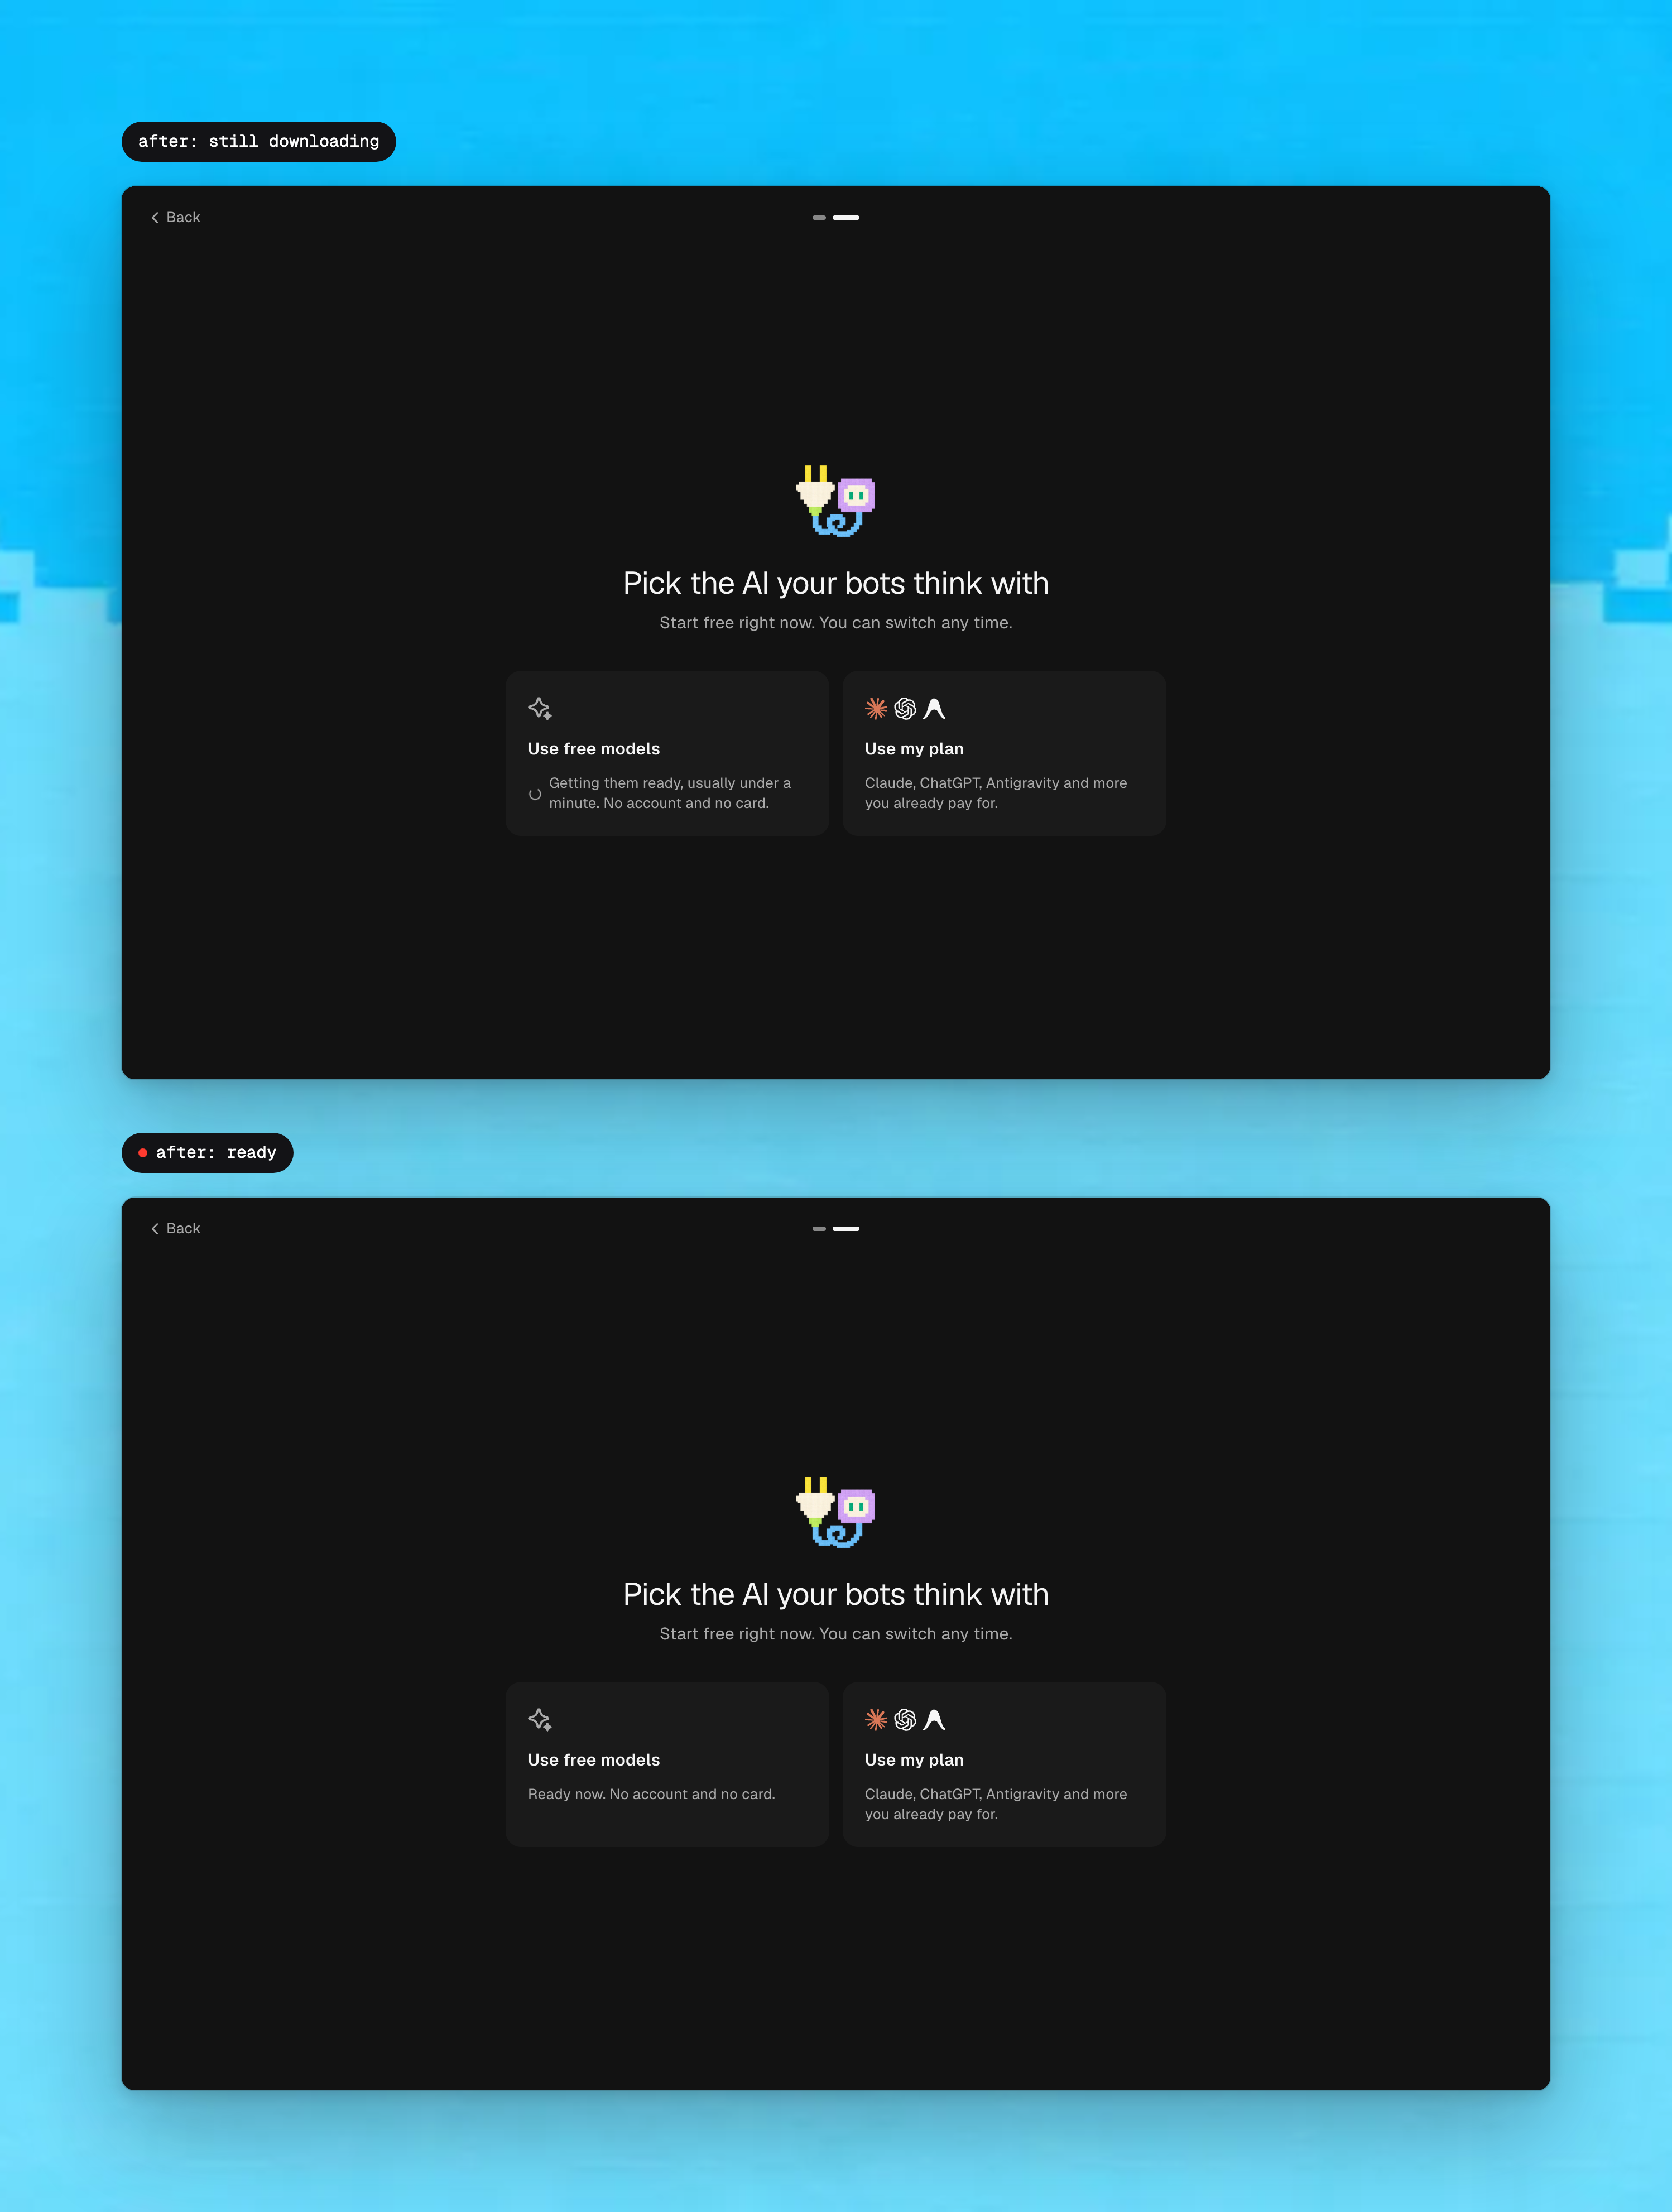 after: still downloading
Back
Pick the AI your bots think with
Start free right now. You can switch any time.
Use free models
Getting them ready, usually under a
minute. No account and no card.
Use my plan
Claude, ChatGPT, Antigravity and more
you already pay for.
after: ready
Back
Pick the AI your bots think with
Start free right now. You can switch any time.
Use free models
Ready now. No account and no card.
Use my plan
Claude, ChatGPT, Antigravity and more
you already pay for.